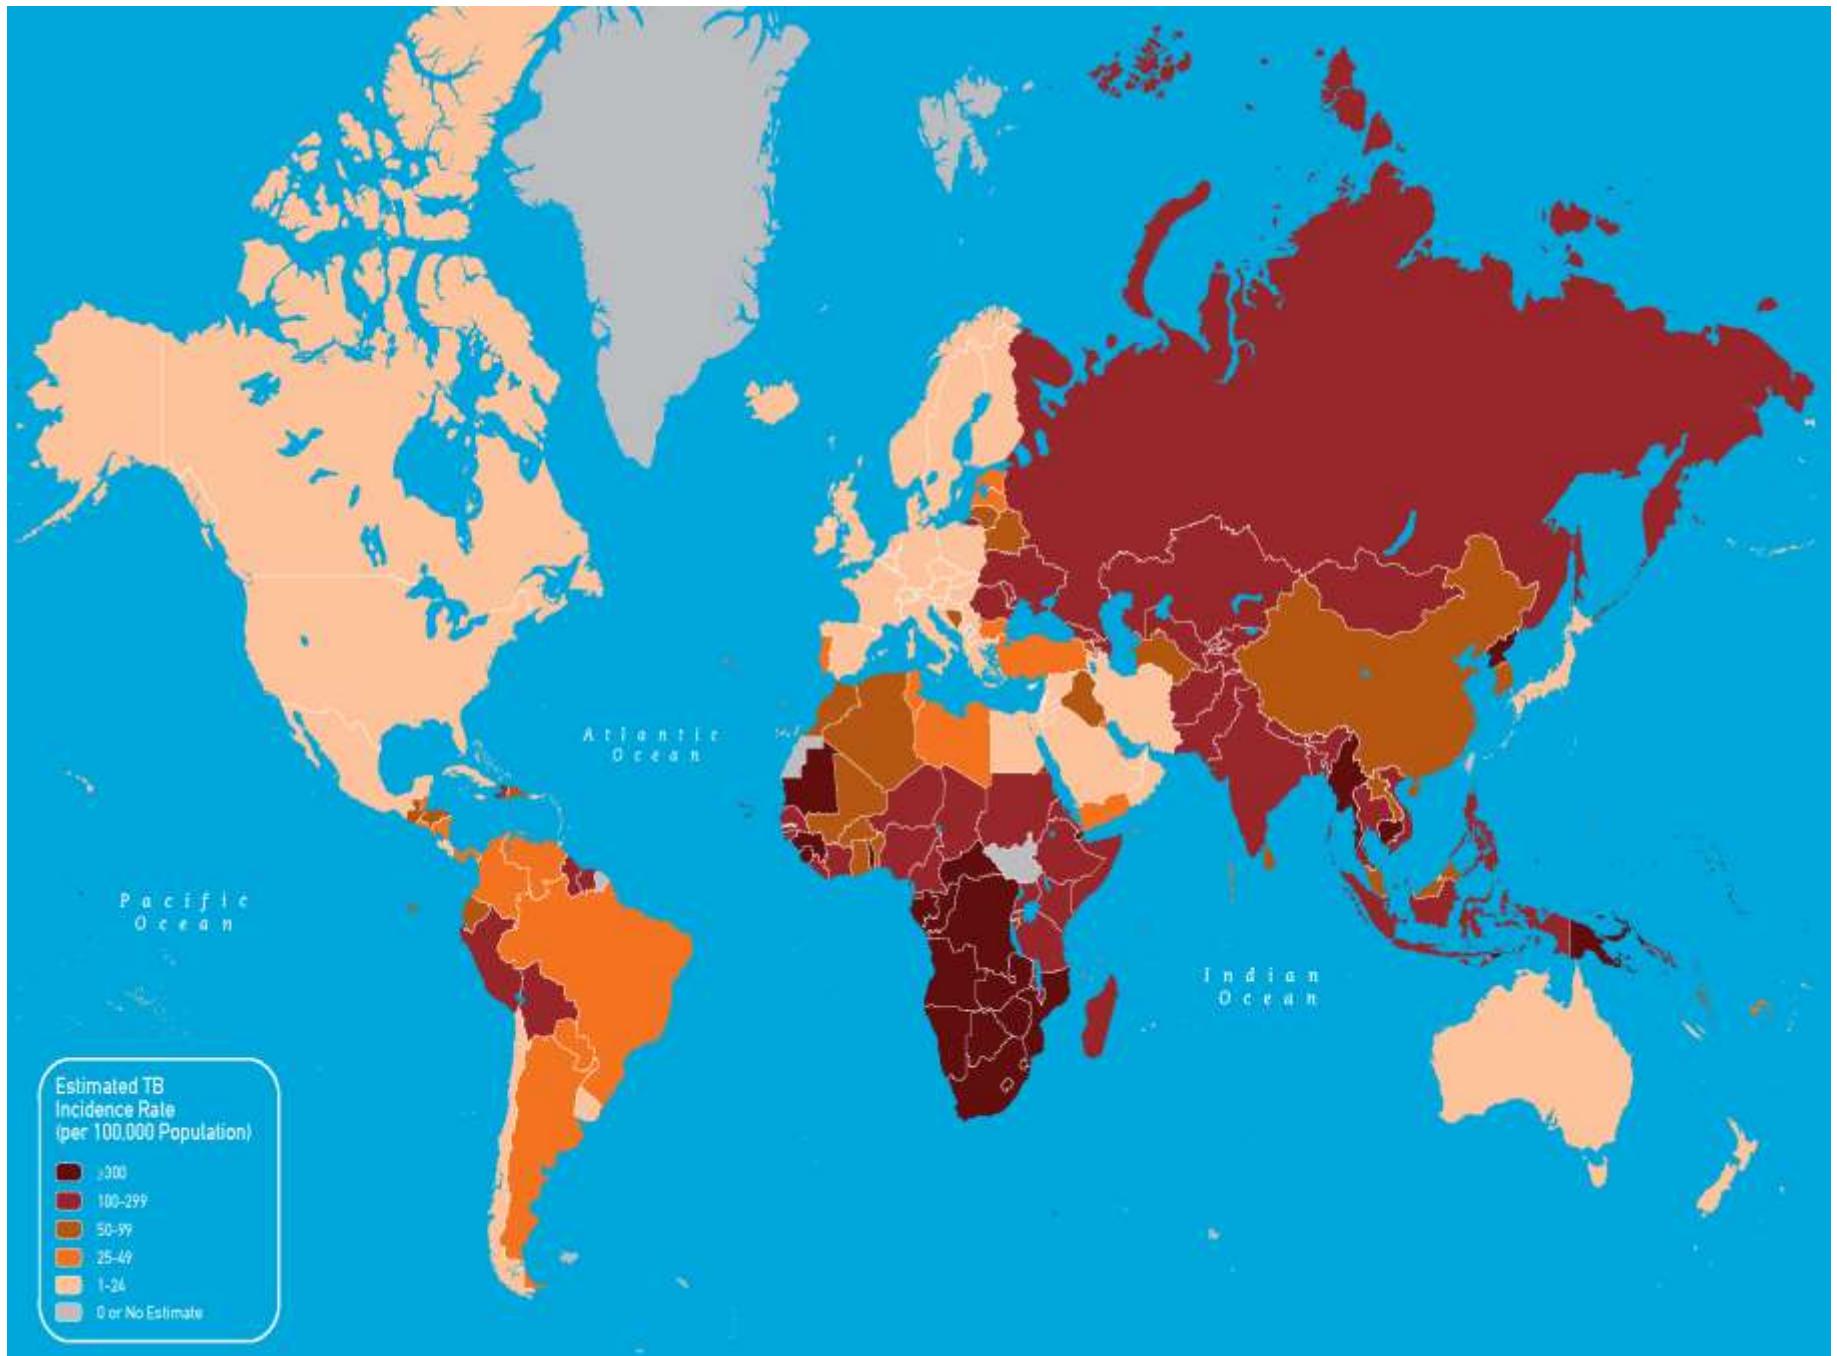 Atlantic
Ocean
Pacific
Ocean
Indian
Ocean
Estimated TB
Incidence Rate
(per 100,000 Population)
≥300
100-299
50-99
25-49
1-24
0 or No Estimate